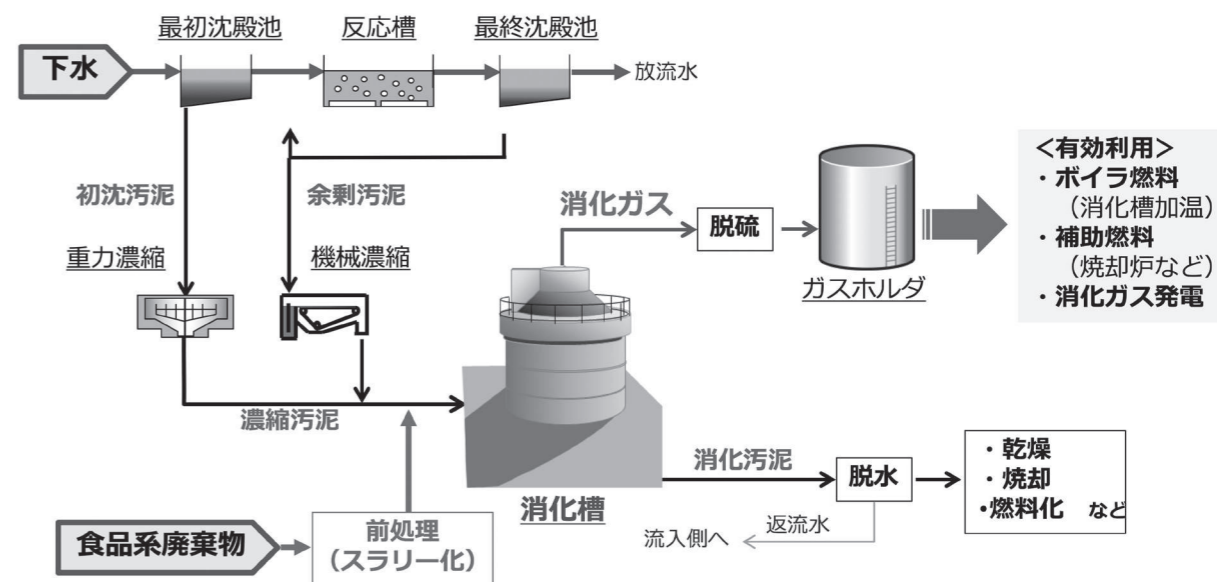 最初沈殿池
反応槽
最終沈殿池
下水
放流水
初沈汚泥
余剰汚泥
重力濃縮
機械濃縮
消化ガス
脱硫
ガスホルダ
＜有効利用＞
・ボイラ燃料
（消化槽加温）
・補助燃料
（焼却炉など）
・消化ガス発電
濃縮汚泥
消化槽
消化汚泥
脱水
・乾燥
・焼却
・燃料化 など
返流水
流入側へ
食品系廃棄物
前処理
（スラリー化）